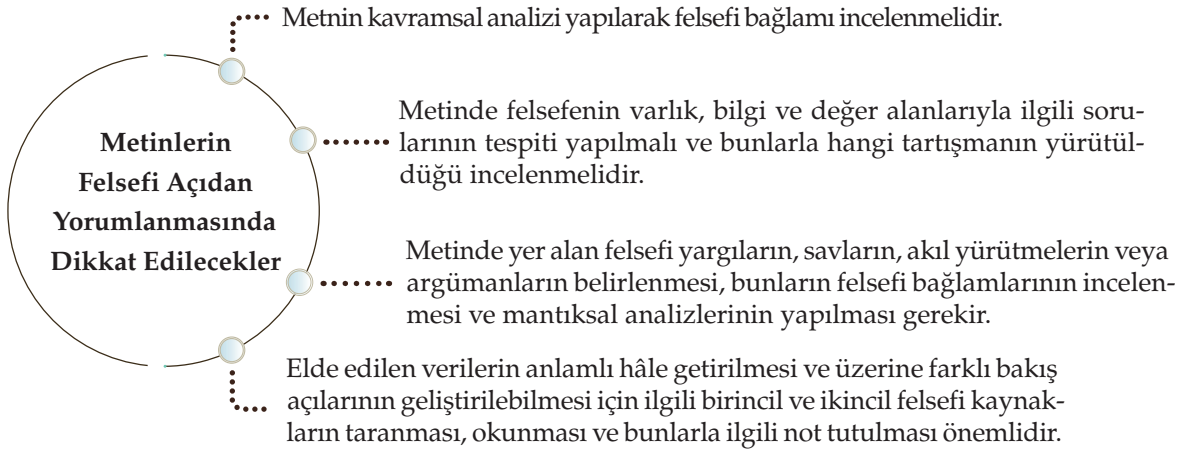 Metnin kavramsal analizi yapılarak felsefi bağlamı incelenmelidir.
Metinlerin
Felsefi Açıdan
Yorumlanmasında
Dikkat Edilecekler
Metinde felsefenin varlık, bilgi ve değer alanlarıyla ilgili soru-
larının tespiti yapılmalı ve bunlarla hangi tartışmanın yürütül-
düğü incelenmelidir.
Metinde yer alan felsefi yargıların, savların, akıl yürütmelerin veya
argümanların belirlenmesi, bunların felsefi bağlamlarının incelen-
mesi ve mantıksal analizlerinin yapılması gerekir.
Elde edilen verilerin anlamlı hâle getirilmesi ve üzerine farklı bakış
açılarının geliştirilebilmesi için ilgili birincil ve ikincil felsefi kaynak-
ların taranması, okunması ve bunlarla ilgili not tutulması önemlidir.